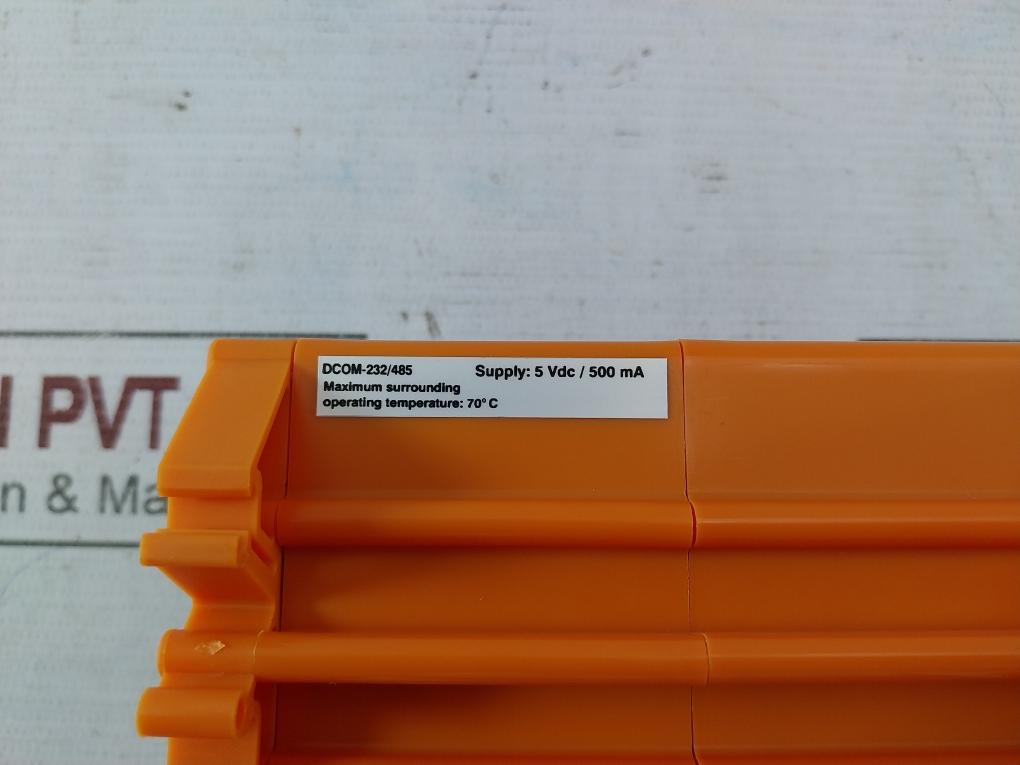 DCOM-232/485 Supply: 5 Vdc / 500 mA
Maximum surrounding
operating temperature: 70° C
PVT
n & Ma